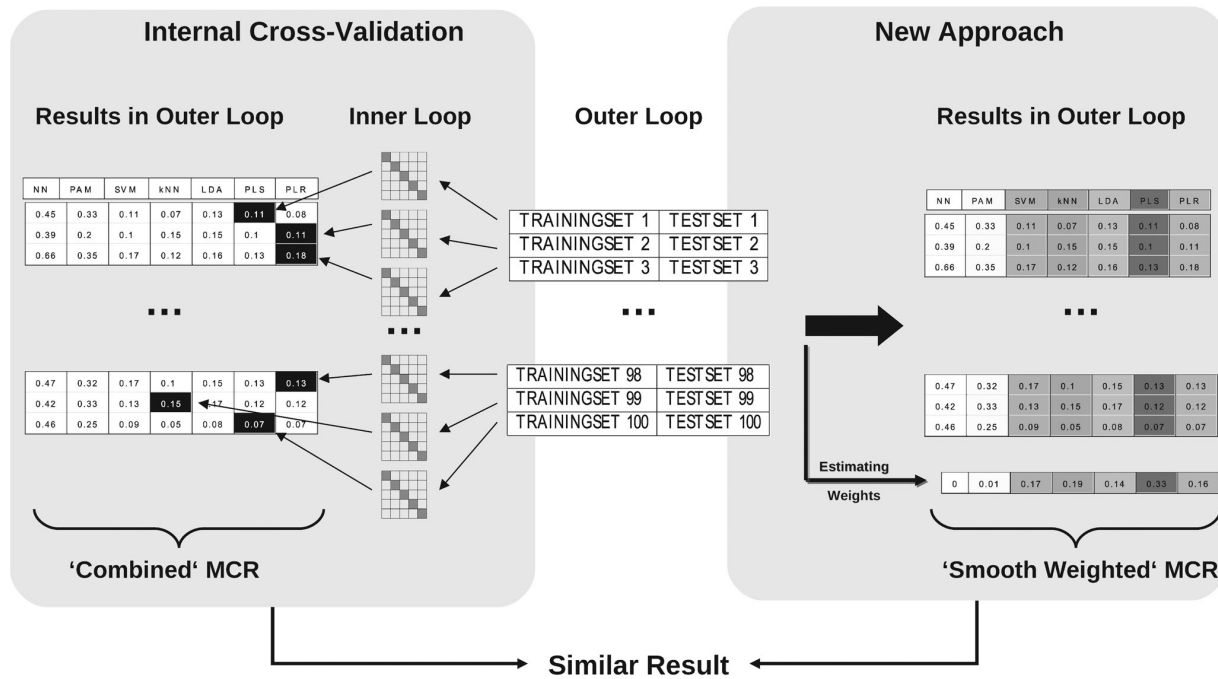 Internal Cross-Validation
New Approach
Results in Outer Loop
Inner Loop
Outer Loop
Results in Outer Loop
NN PAM SVM kNN LDA PLS PLR
0.45 0.33 0.11 0.07 0.13 0.11 0.08
0.39 0.2 0.1 0.15 0.15 0.1 0.11
0.66 0.35 0.17 0.12 0.16 0.13 0.18
...
0.47 0.32 0.17 0.1 0.15 0.13 0.13
0.42 0.33 0.13 0.15 0.17 0.12 0.12
0.46 0.25 0.09 0.05 0.08 0.07 0.07
'Combined' MCR
...
TRAININGSET 1 TESTSET 1
TRAININGSET 2 TESTSET 2
TRAININGSET 3 TESTSET 3
...
TRAININGSET 98 TESTSET 98
TRAININGSET 99 TESTSET 99
TRAININGSET 100 TESTSET 100
NN PAM SVM kNN LDA PLS PLR
0.45 0.33 0.11 0.07 0.13 0.11 0.08
0.39 0.2 0.1 0.15 0.15 0.1 0.11
0.66 0.35 0.17 0.12 0.16 0.13 0.18
...
0.47 0.32 0.17 0.1 0.15 0.13 0.13
0.42 0.33 0.13 0.15 0.17 0.12 0.12
0.46 0.25 0.09 0.05 0.08 0.07 0.07
Estimating
Weights
0 0.01 0.17 0.19 0.14 0.33 0.16
'Smooth Weighted' MCR
Similar Result